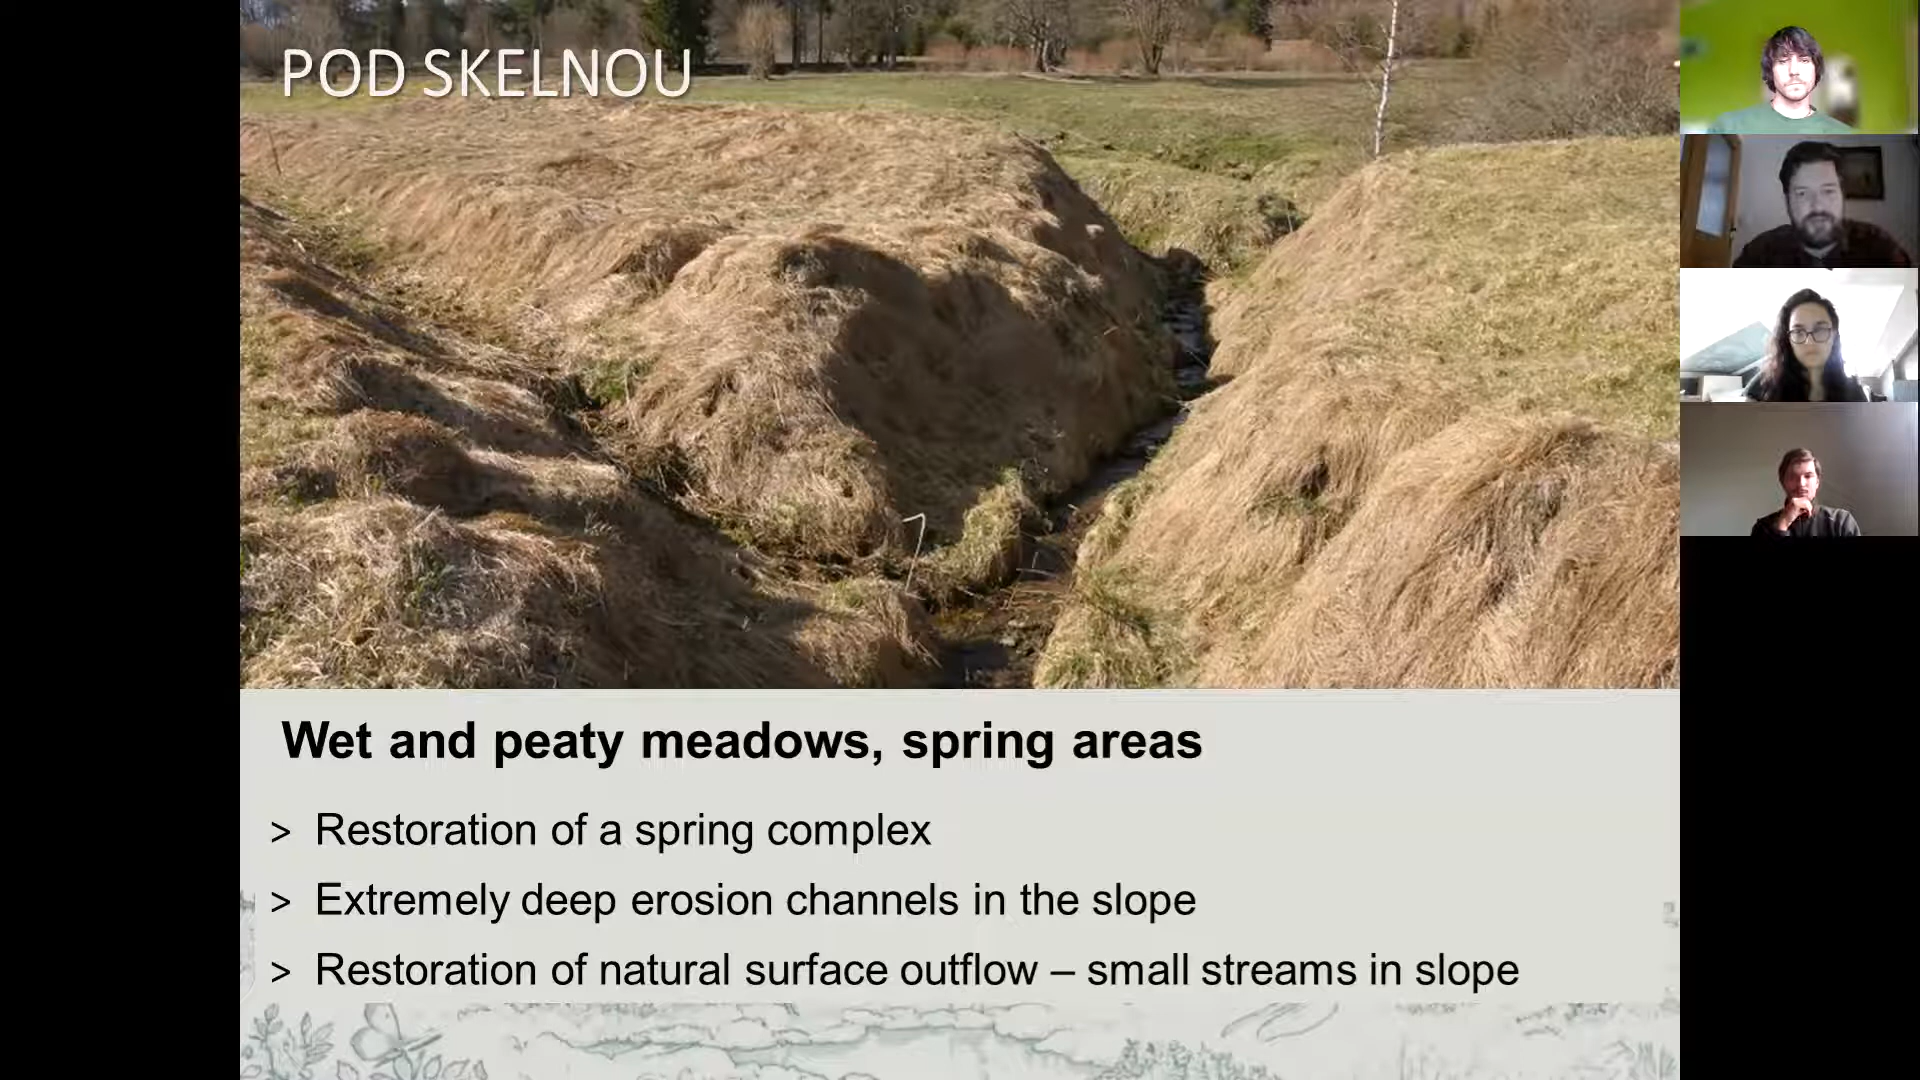 POD SKELNOU
Wet and peaty meadows, spring areas
> Restoration of a spring complex
> Extremely deep erosion channels in the slope
> Restoration of natural surface outflow – small streams in slope